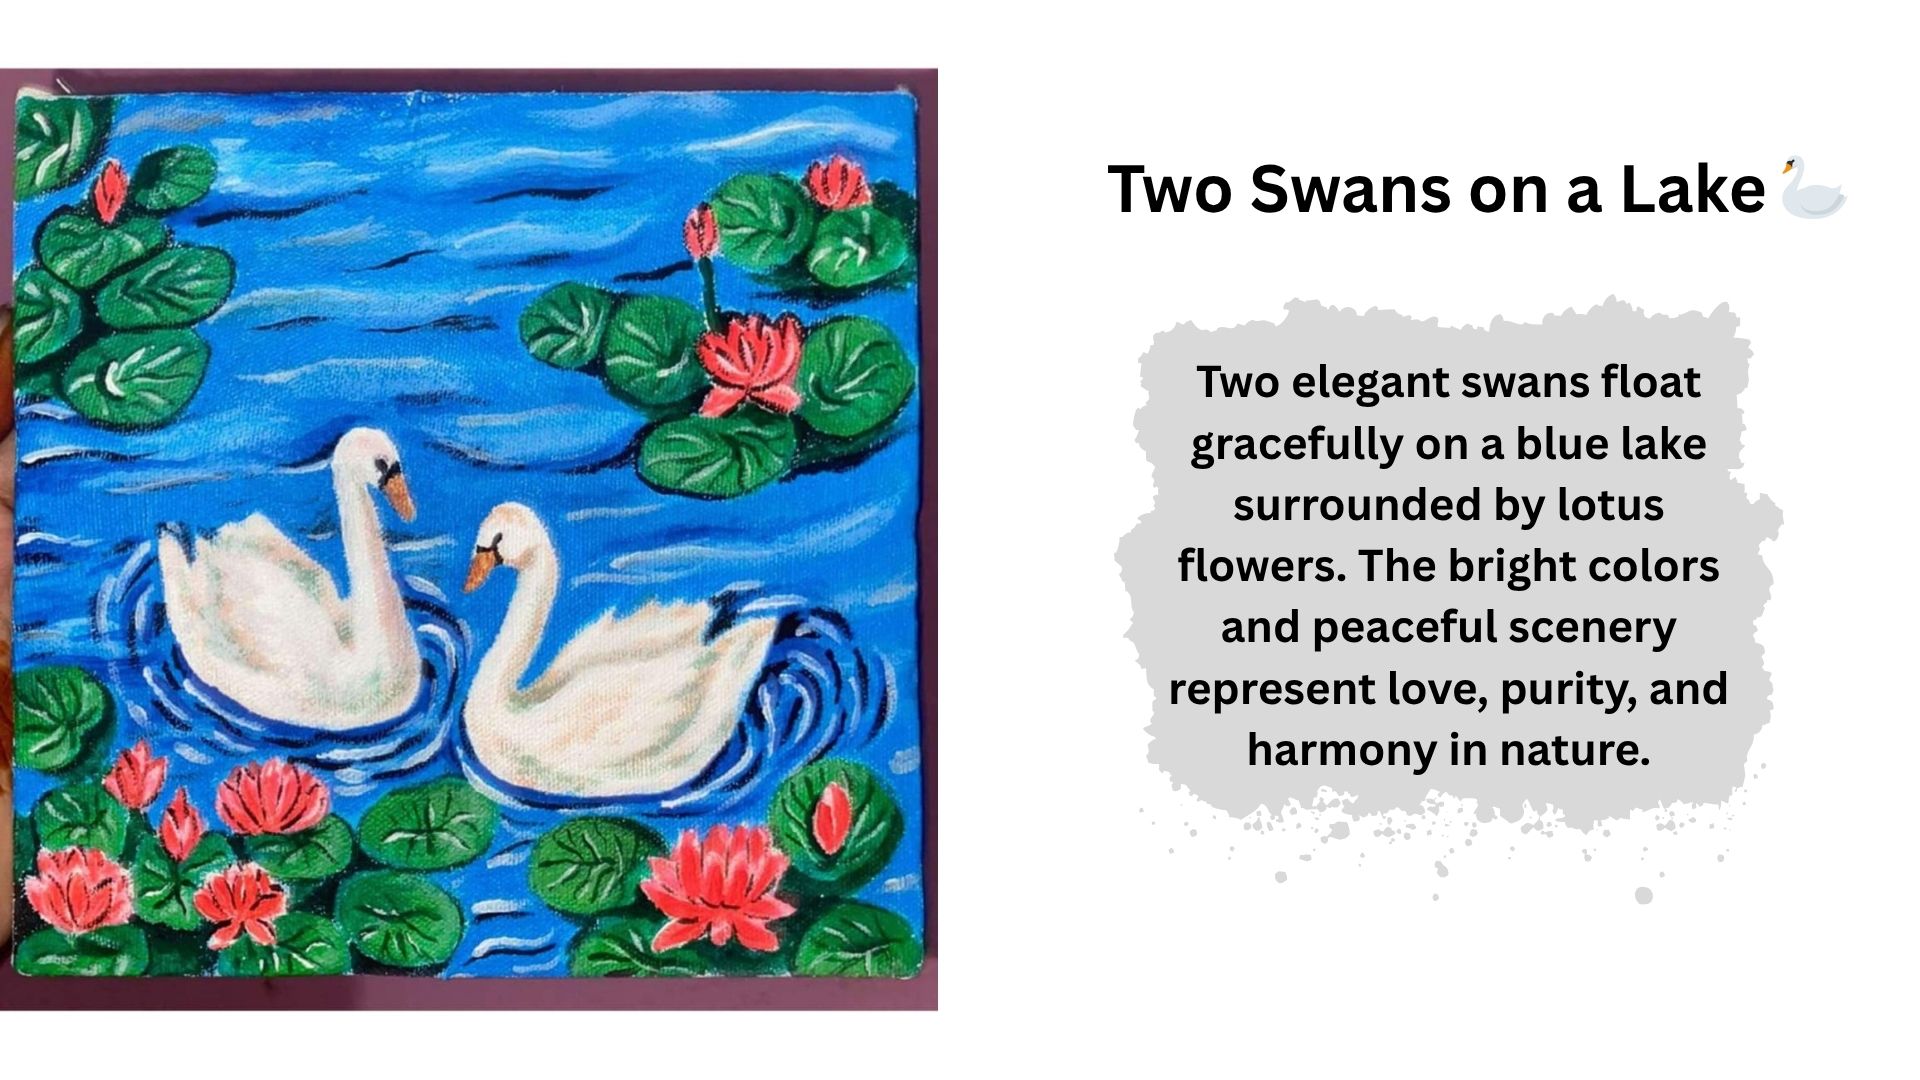 Two Swans on a Lake🦢
Two elegant swans float
gracefully on a blue lake
surrounded by lotus
flowers. The bright colors
and peaceful scenery
represent love, purity, and
harmony in nature.